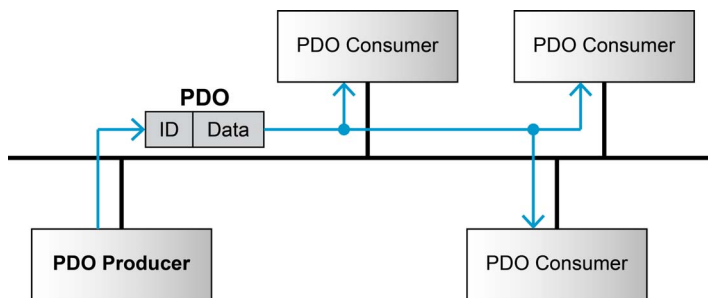 PDO Consumer
PDO Consumer
PDO
ID
Data
PDO Producer
PDO Consumer